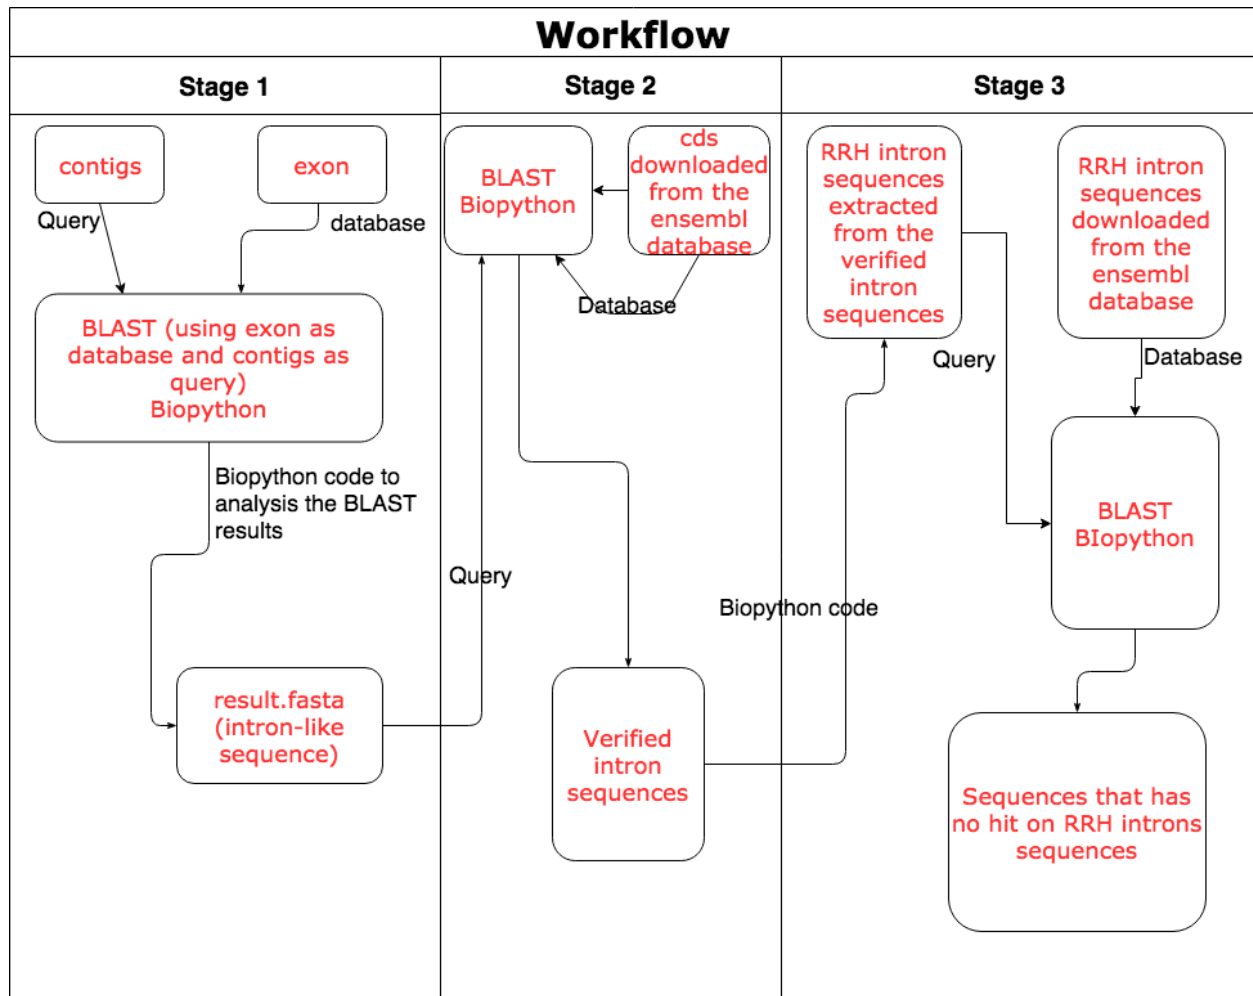 Workflow
Stage 1
Stage 2
Stage 3
contigs
exon
Query
database
BLAST (using exon as
database and contigs as
query)
Biopython
Biopython code to
analysis the BLAST
results
result.fasta
(intron-like
sequence)
Query
BLAST
Biopython
cds
downloaded
from the
ensembl
database
Database
Verified
intron
sequences
Biopython code
RRH intron
sequences
extracted
from the
verified
intron
sequences
RRH intron
sequences
downloaded
from the
ensembl
database
Query
Database
BLAST
BIopython
Sequences that has
no hit on RRH introns
sequences